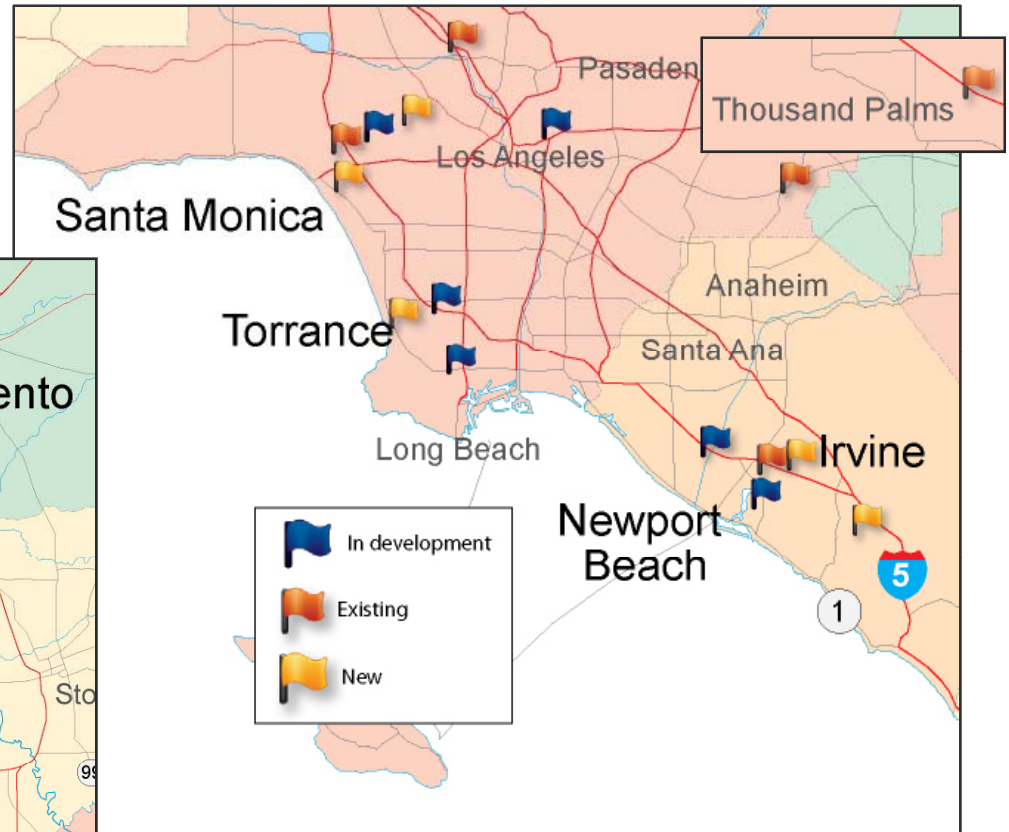 Pasaden
Thousand Palms
Los Angeles
Santa Monica
Anaheim
Torrance
Santa Ana
ento
Long Beach
Irvine
Newport
Beach
In development
5
Existing
1
New
Sto
99